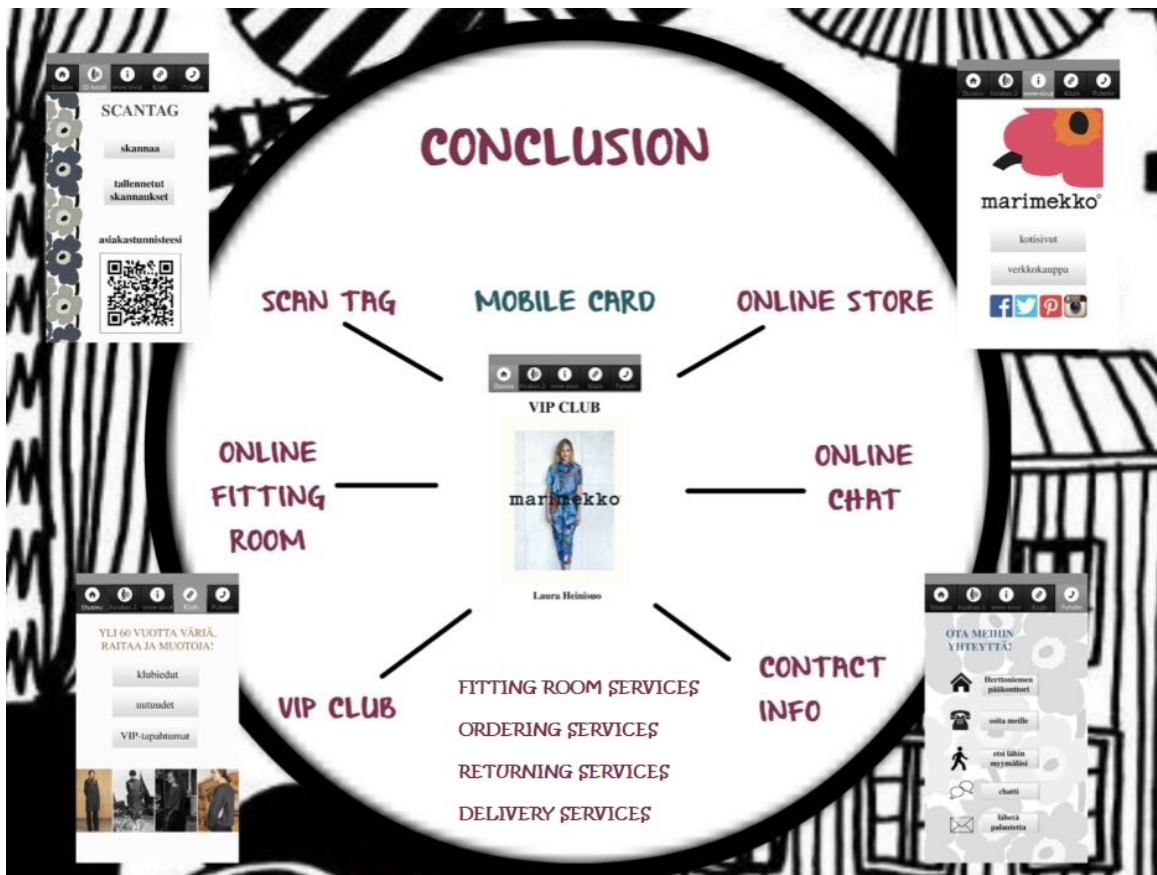 CONCLUSION
SCANTAG
skannaa
tallennetut
skannaukset
asiakastunnisteesi
marimekko
kotisivut
verkkokauppa
SCAN TAG
MOBILE CARD
ONLINE STORE
VIP CLUB
marimekko
Laura Heinisuo
ONLINE
FITTING
ROOM
ONLINE
CHAT
YLI 60 VUOTTA VÄRIÄ,
RAITAA JA MUOTOJA!
klubiedut
uutuudet
VIP-tapahtumat
VIP CLUB
FITTING ROOM SERVICES
ORDERING SERVICES
RETURNING SERVICES
DELIVERY SERVICES
CONTACT
INFO
OTA MEIHIN
YHTEYTTÄ!
Herttoniemen
pääkonttori
soita meille
etsi lähin
myymäläsi
chatti
lähetä
palautetta